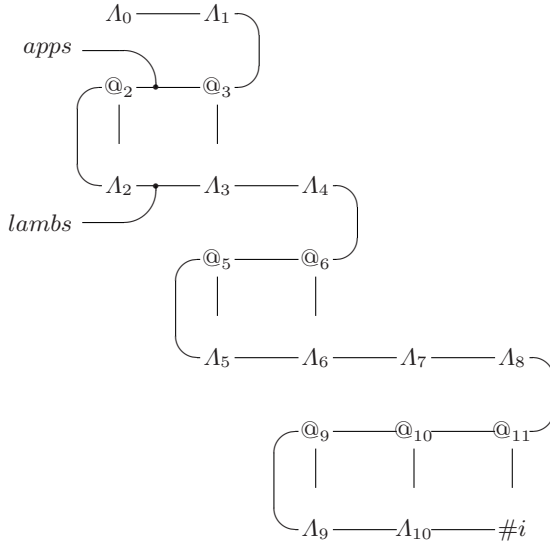 Λ₀ Λ₁
apps
@₂ @₃
Λ₂ Λ₃ Λ₄
lambs
@₅ @₆
Λ₅ Λ₆ Λ₇ Λ₈
@₉ @₁₀ @₁₁
Λ₉ Λ₁₀ #i